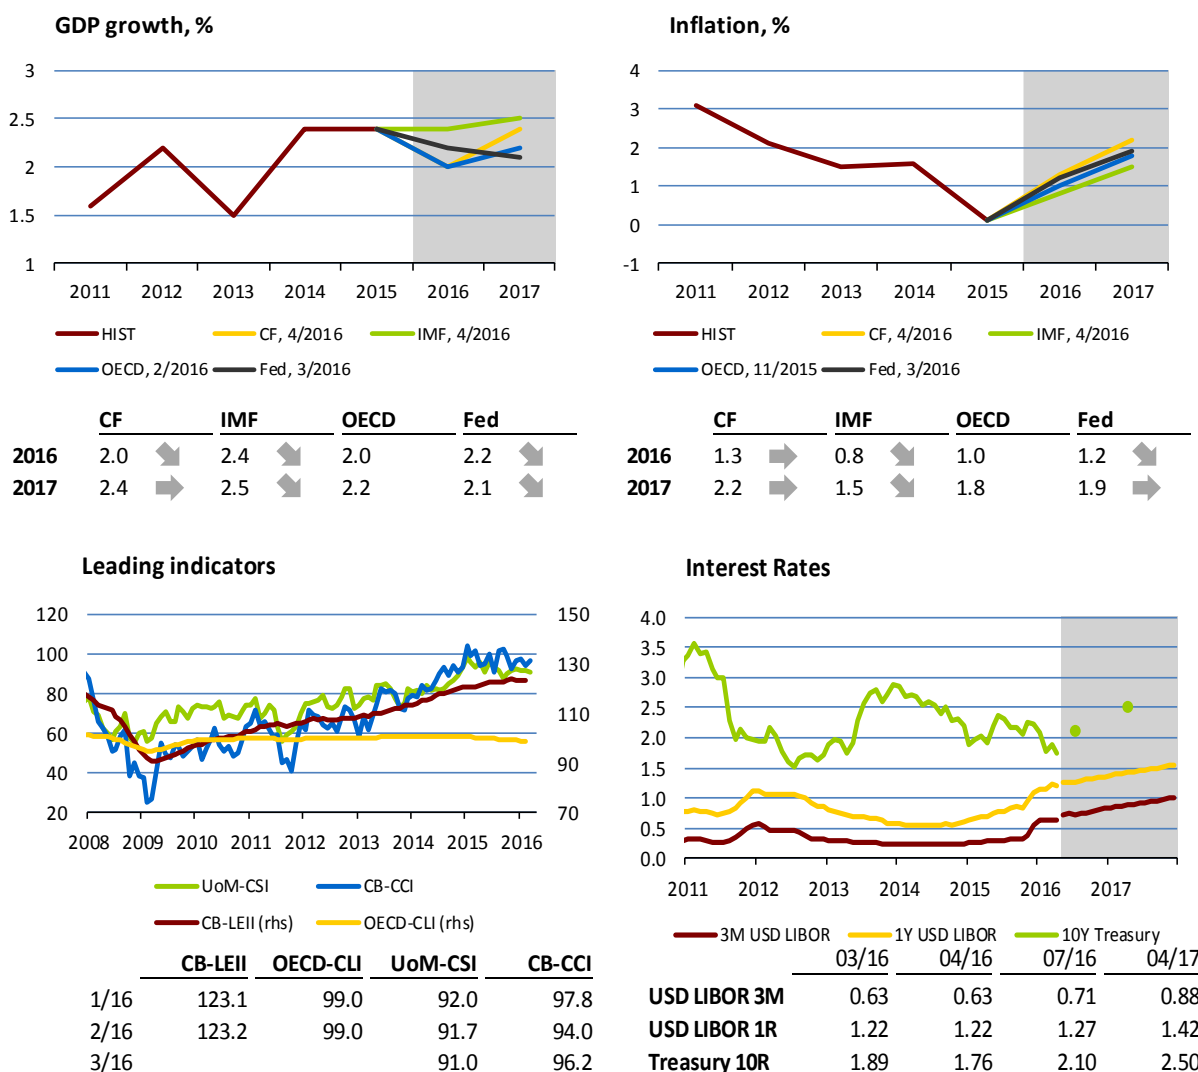 GDP growth, %
3
2.5
2
1.5
1
2011 2012 2013 2014 2015 2016 2017
HIST CF, 4/2016 IMF, 4/2016
OECD, 2/2016 Fed, 3/2016
CF IMF OECD Fed
2016 2.0 2.4 2.0 2.2
2017 2.4 2.5 2.2 2.1
Inflation, %
4
3
2
1
0
-1
2011 2012 2013 2014 2015 2016 2017
HIST CF, 4/2016 IMF, 4/2016
OECD, 11/2015 Fed, 3/2016
CF IMF OECD Fed
2016 1.3 0.8 1.0 1.2
2017 2.2 1.5 1.8 1.9
Leading indicators
120 150
100 130
80 110
60
40 90
20 70
2008 2009 2010 2011 2012 2013 2014 2015 2016
UoM-CSI CB-CCI
CB-LEII (rhs) OECD-CLI (rhs)
CB-LEII OECD-CLI UoM-CSI CB-CCI
1/16 123.1 99.0 92.0 97.8
2/16 123.2 99.0 91.7 94.0
3/16 91.0 96.2
Interest Rates
4.0
3.5
3.0
2.5
2.0
1.5
1.0
0.5
0.0
2011 2012 2013 2014 2015 2016 2017
3M USD LIBOR 1Y USD LIBOR 10Y Treasury
03/16 04/16 07/16 04/17
USD LIBOR 3M 0.63 0.63 0.71 0.88
USD LIBOR 1R 1.22 1.22 1.27 1.42
Treasury 10R 1.89 1.76 2.10 2.50